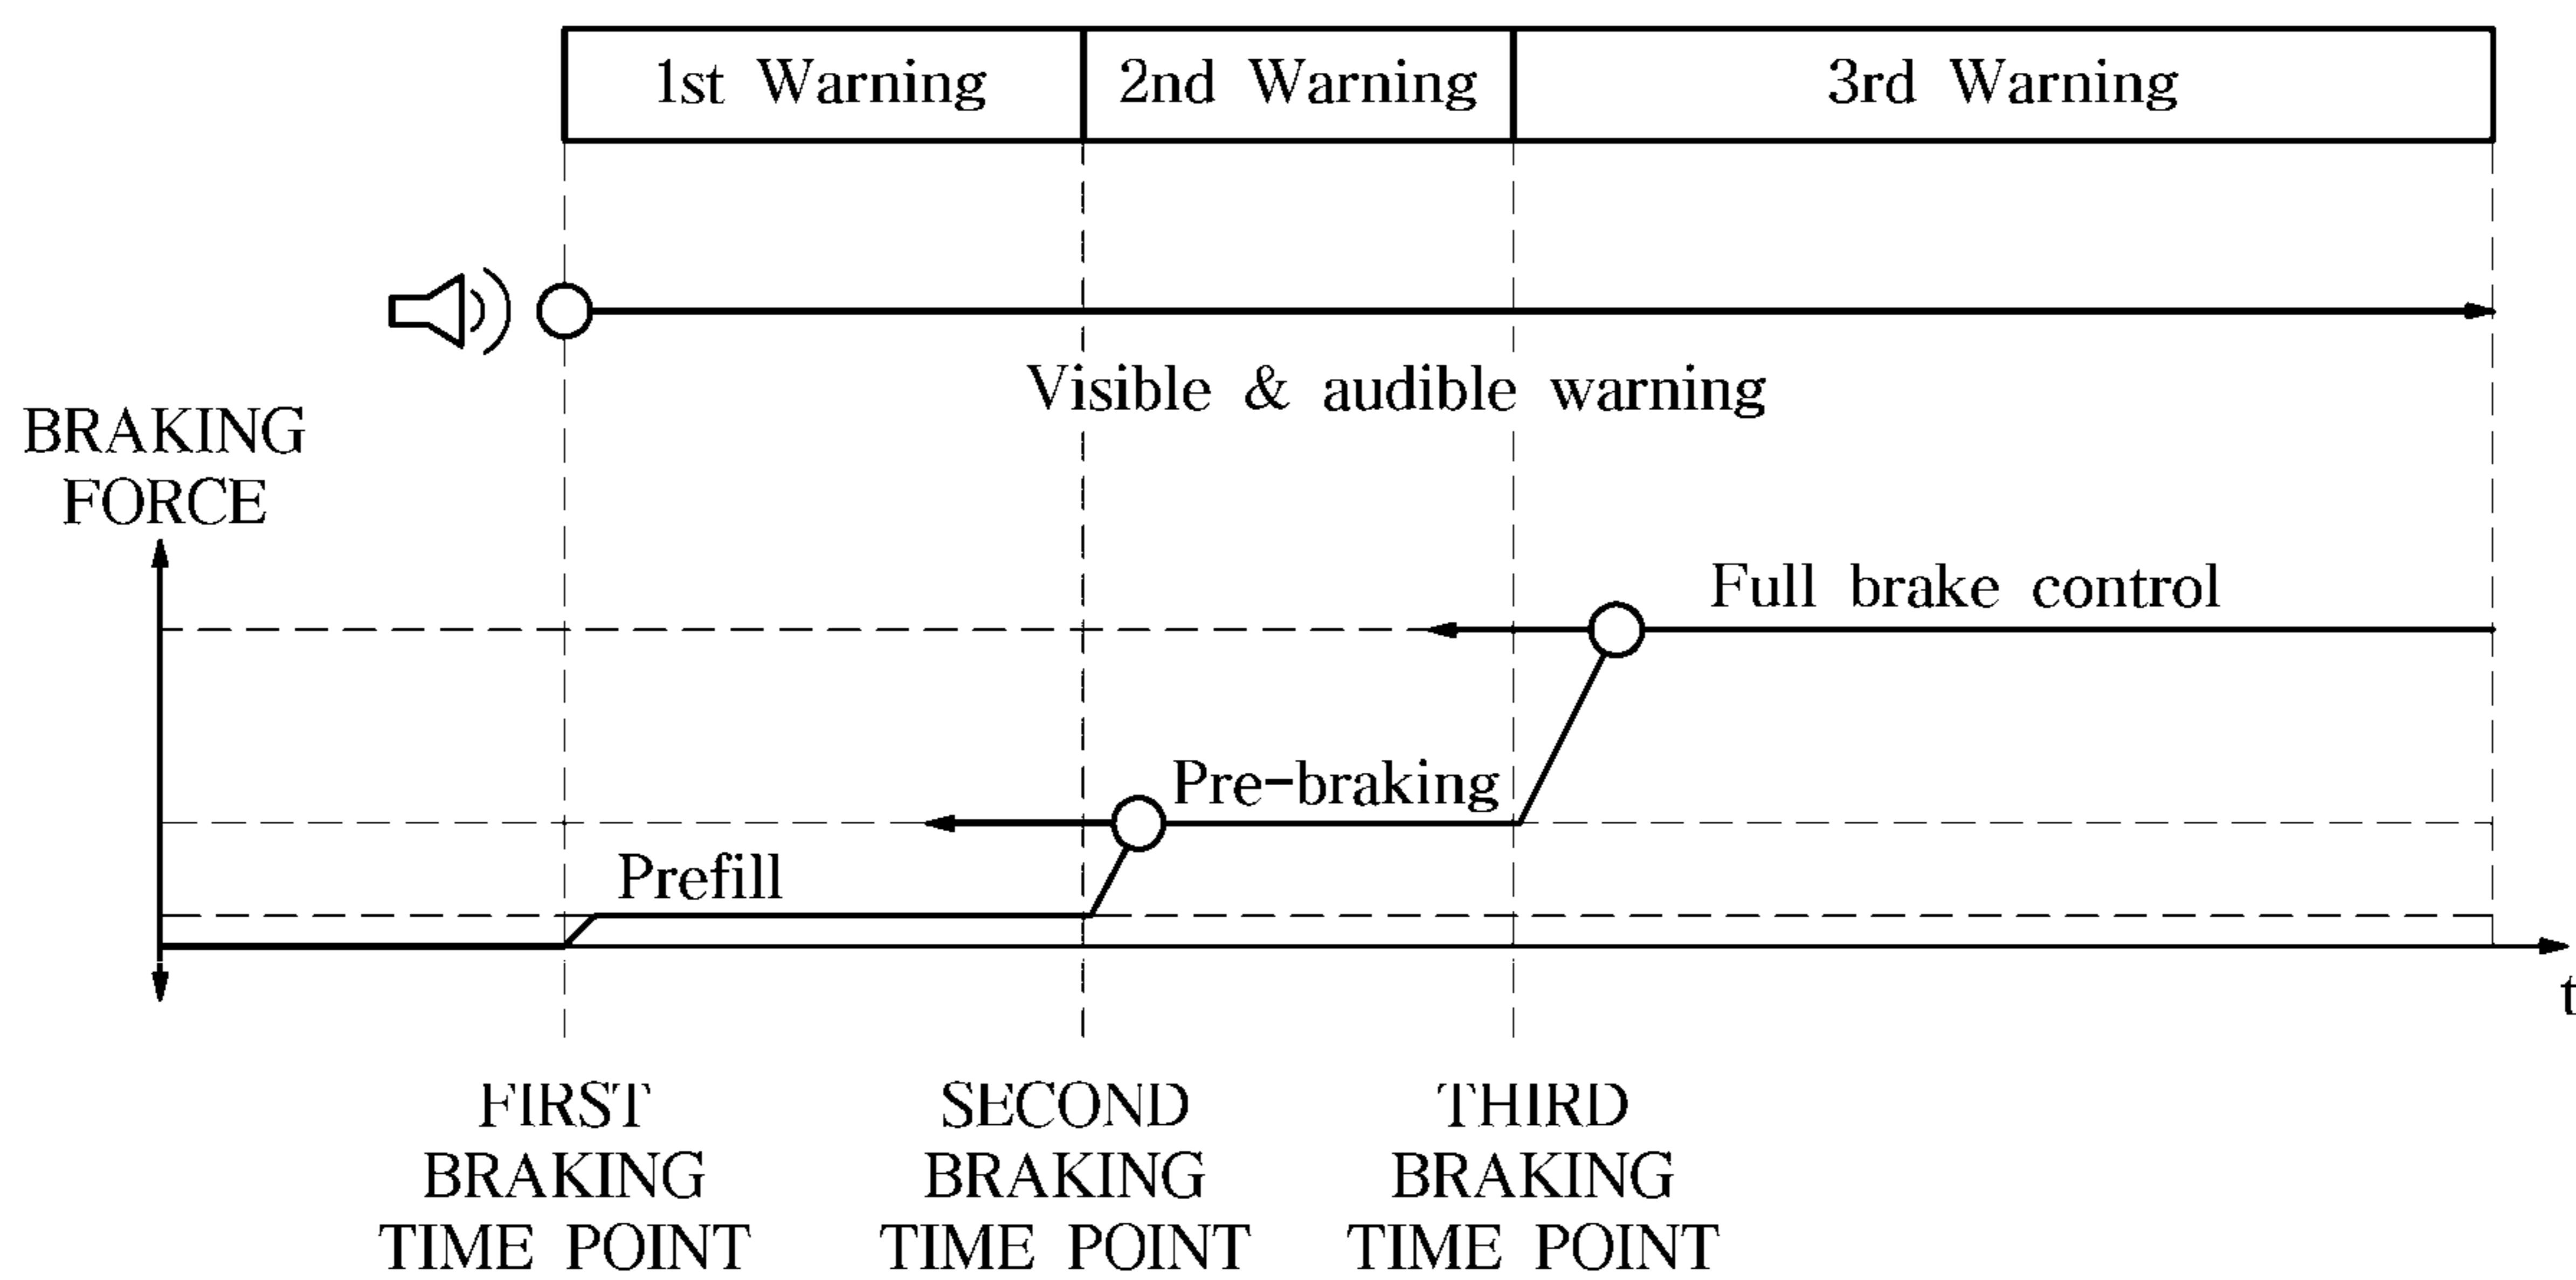 1st Warning
2nd Warning
3rd Warning
Visible & audible warning
BRAKING
FORCE
Full brake control
Pre-braking
Prefill
t
FIRST
BRAKING
TIME POINT
SECOND
BRAKING
TIME POINT
THIRD
BRAKING
TIME POINT